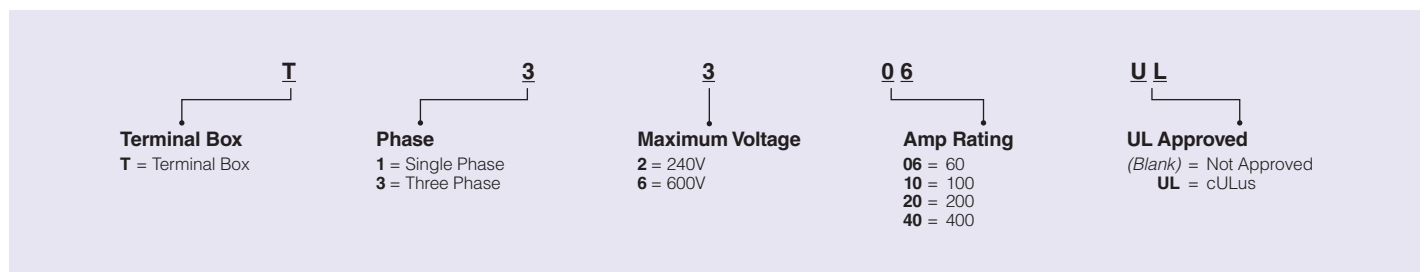 T 3 3 0 6 U L
Terminal Box Phase Maximum Voltage Amp Rating UL Approved
T = Terminal Box 1 = Single Phase 2 = 240V 06 = 60 (Blank) = Not Approved
3 = Three Phase 6 = 600V 10 = 100 UL = cULus
20 = 200
40 = 400